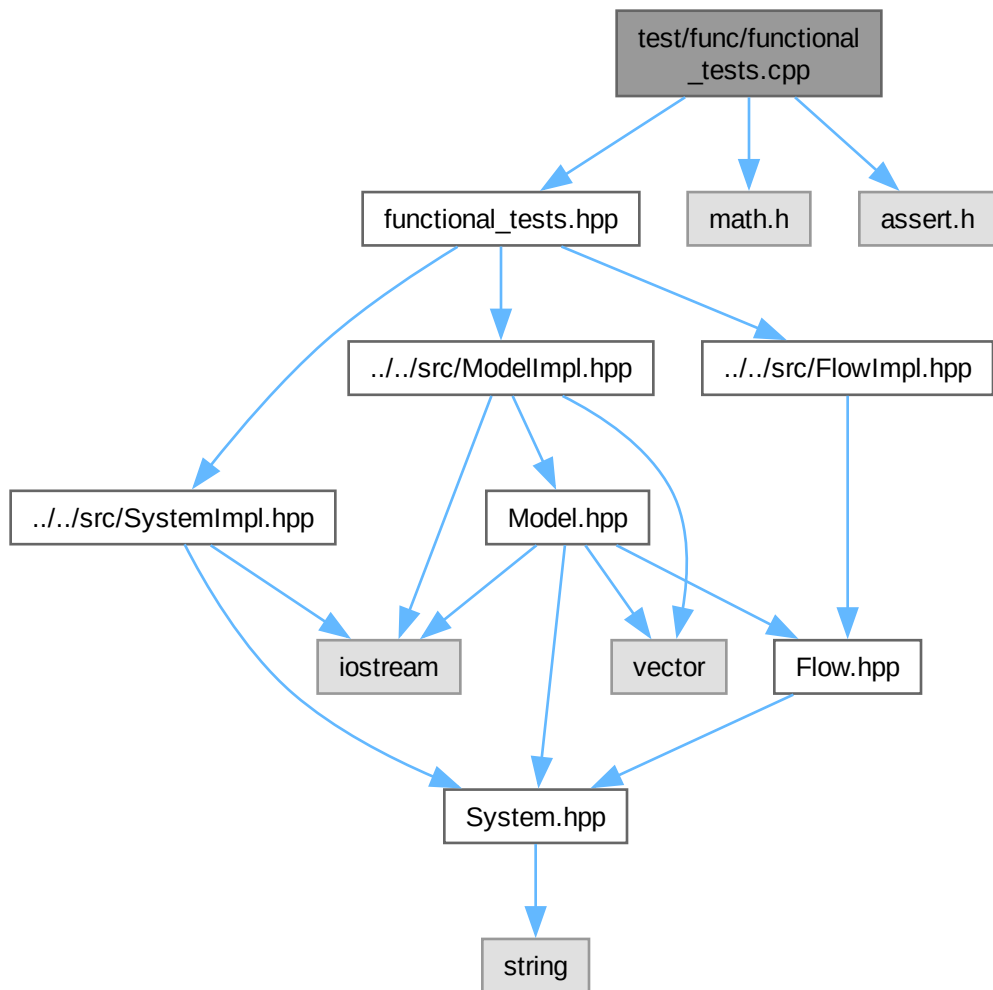 test/func/functional
_tests.cpp
functional_tests.hpp
math.h
assert.h
../../src/ModelImpl.hpp
../../src/FlowImpl.hpp
../../src/SystemImpl.hpp
Model.hpp
iostream
vector
Flow.hpp
System.hpp
string